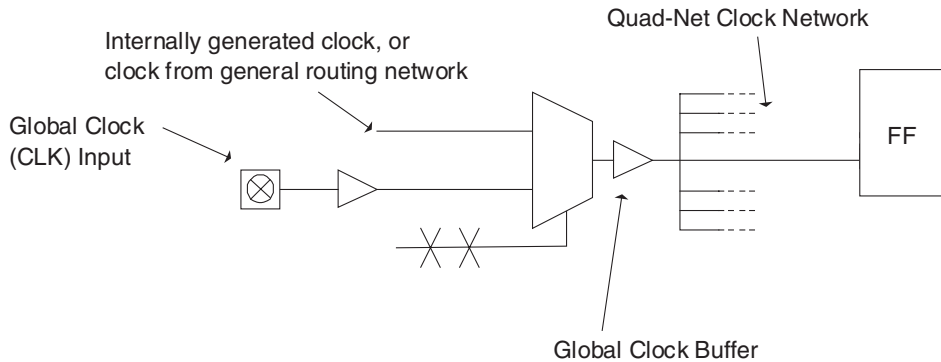 Quad-Net Clock Network
Internally generated clock, or
clock from general routing network
Global Clock
(CLK) Input
FF
Global Clock Buffer